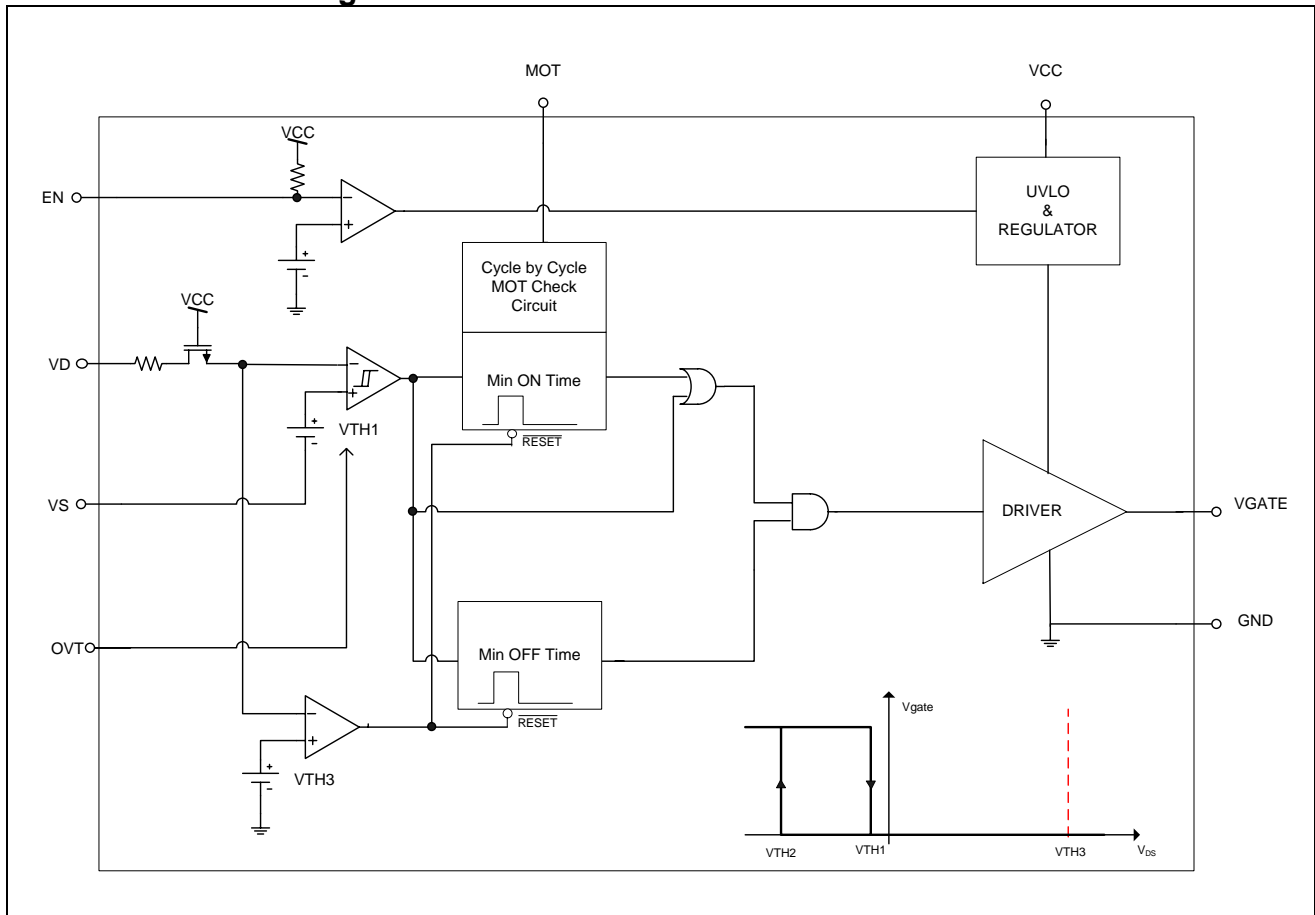 MOT
VCC
VCC
EN
−
+
+
-
UVLO
&
REGULATOR
Cycle by Cycle
MOT Check
Circuit
VCC
VD
−
+
Min ON Time
+
-
VTH1
RESET
VS
DRIVER
VGATE
GND
OVT
Min OFF Time
−
+
RESET
+
-
VTH3
Vgate
VTH2
VTH1
VTH3
VDS